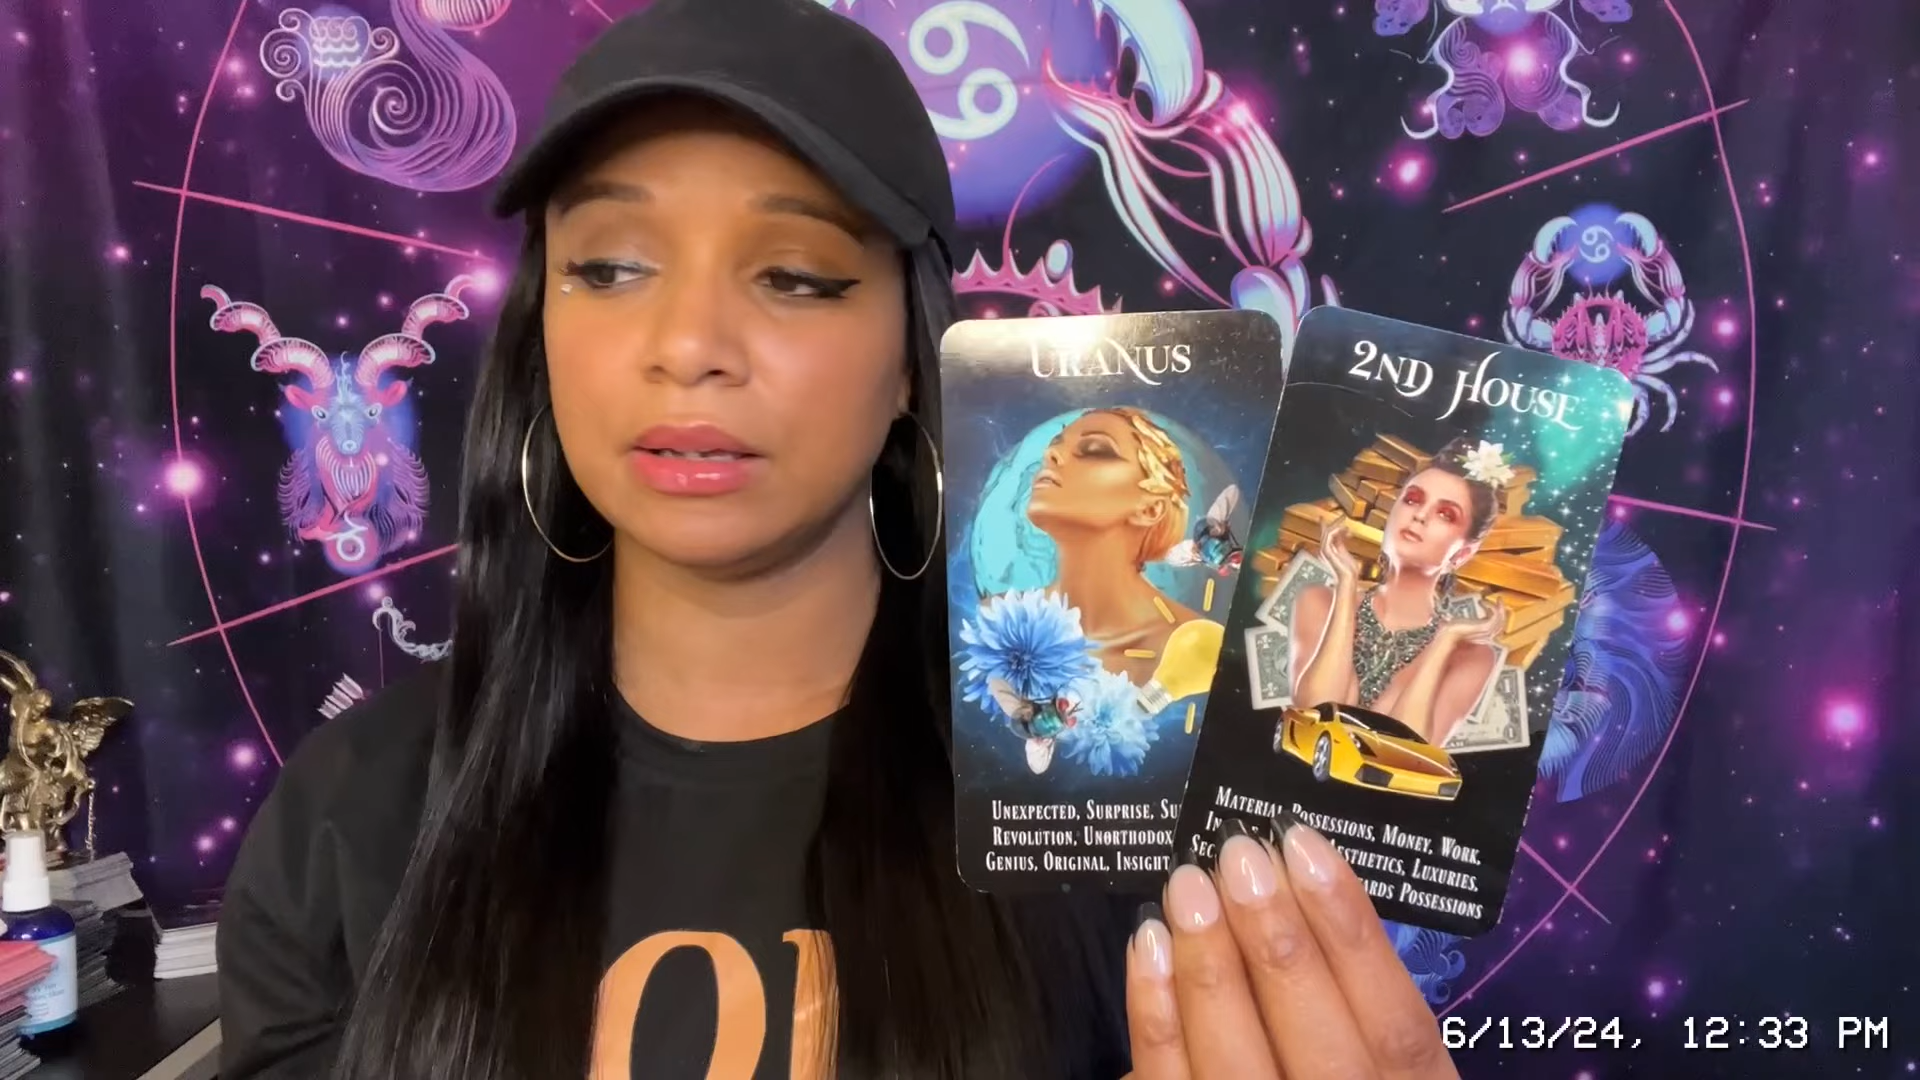 URANUS
UNEXPECTED, SURPRISE,
REVOLUTION, UNORTHODOX
GENIUS, ORIGINAL, INSIGHT
2ND HOUSE
MATERIAL POSSESSIONS, MONEY, WORK,
AESTHETICS, LUXURIES,
POSSESSIONS
6/13/24, 12:33 PM